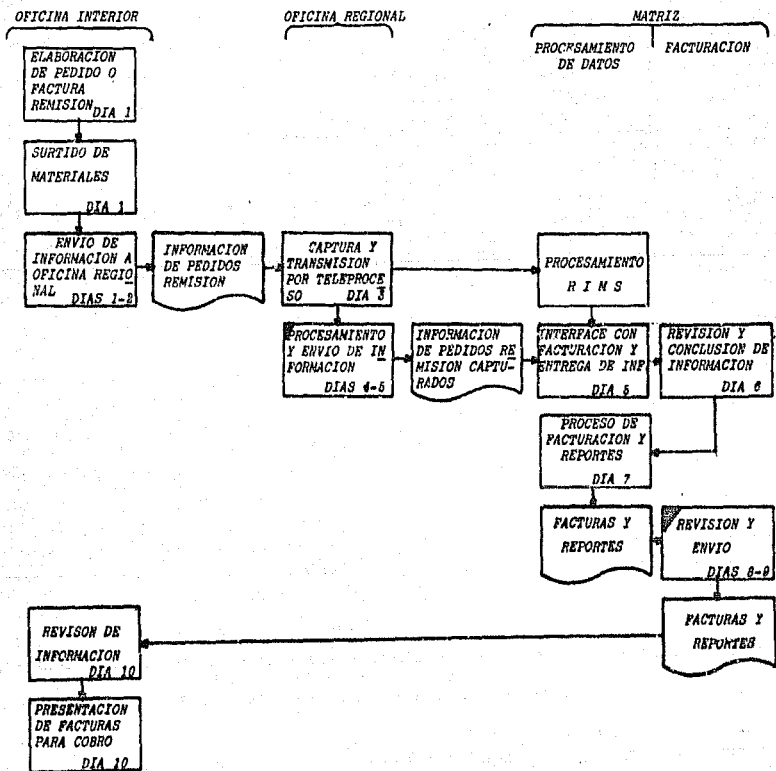 OFICINA INTERIOR
OFICINA REGIONAL
MATRIZ
PROCESAMIENTO
DE DATOS
FACTURACION
ELABORACION
DE PEDIDO O
FACTURA
REMISION
DIA 1
SURTIDO DE
MATERIALES
DIA 1
ENVIO DE
INFORMACION A
OFICINA REGIO
NAL
DIAS 1-2
INFORMACION
DE PEDIDOS
REMISION
CAPTURA Y
TRANSMISION
POR TELEPROCE
SO
DIA 3
PROCESAMIENTO
R I M S
PROCESAMIENTO
Y ENVIO DE IN
FORMACION
DIAS 4-5
INFORMACION
DE PEDIDOS RE
MISION CAPTU-
RADOS
INTERFACE CON
FACTURACION Y
ENTREGA DE INF
DIA 5
REVISION Y
CONCLUSION DE
INFORMACION
DIA 6
PROCESO DE
FACTURACION Y
REPORTES
DIA 7
FACTURAS Y
REPORTES
REVISION Y
ENVIO
DIAS 8-9
FACTURAS Y
REPORTES
REVISON DE
INFORMACION
DIA 10
PRESENTACION
DE FACTURAS
PARA COBRO
DIA 10